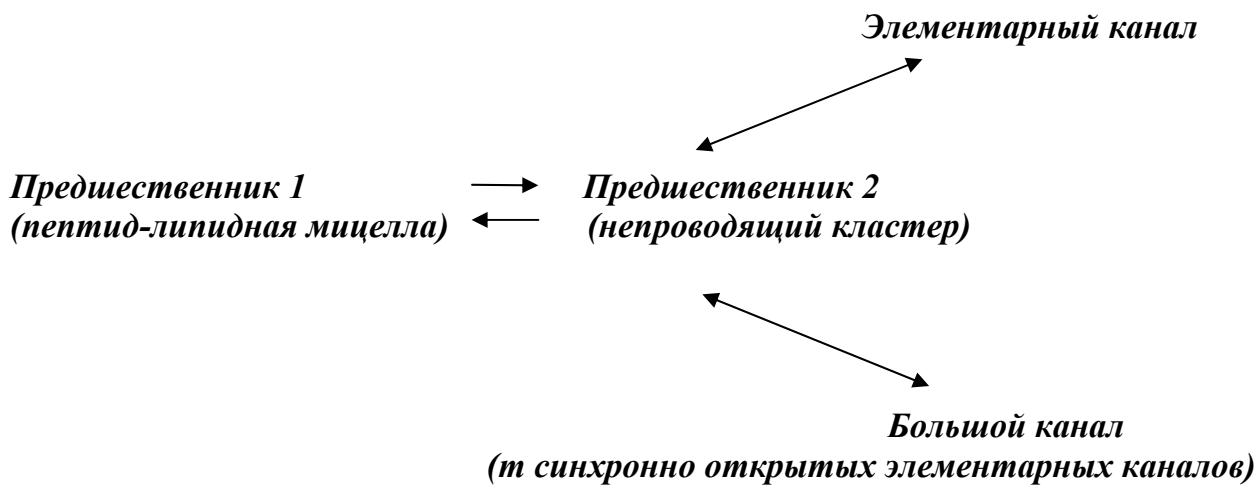 Элементарный канал
Предшественник 1
(пептид-липидная мицелла)
Предшественник 2
(непроводящий кластер)
Большой канал
(m синхронно открытых элементарных каналов)